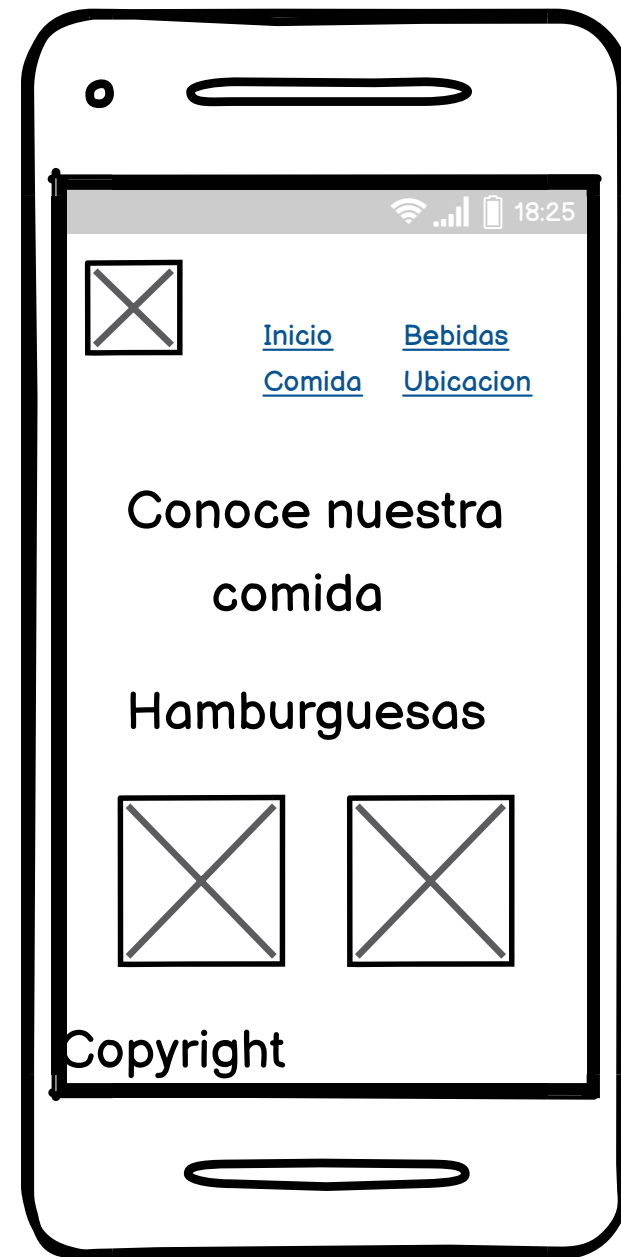 18:25
Inicio Bebidas
Comida Ubicacion
Conoce nuestra
comida
Hamburguesas
Copyright